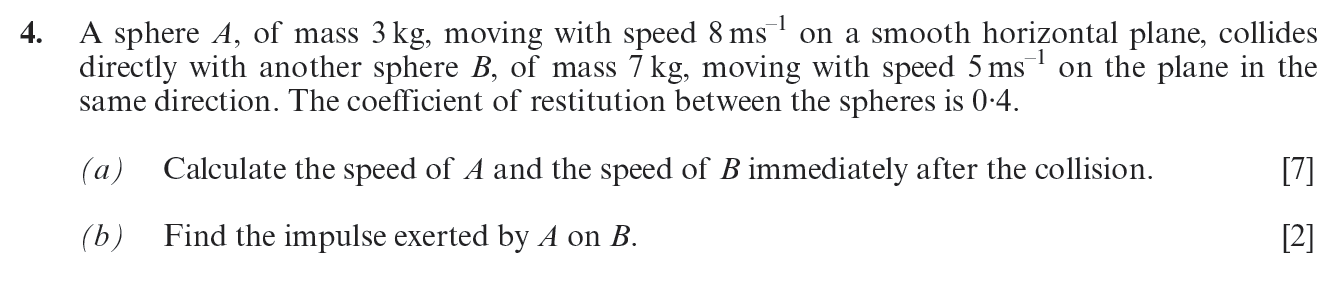 4. A sphere A, of mass 3 kg, moving with speed 8 ms⁻¹ on a smooth horizontal plane, collides
directly with another sphere B, of mass 7 kg, moving with speed 5 ms⁻¹ on the plane in the
same direction. The coefficient of restitution between the spheres is 0·4.
(a) Calculate the speed of A and the speed of B immediately after the collision. [7]
(b) Find the impulse exerted by A on B. [2]